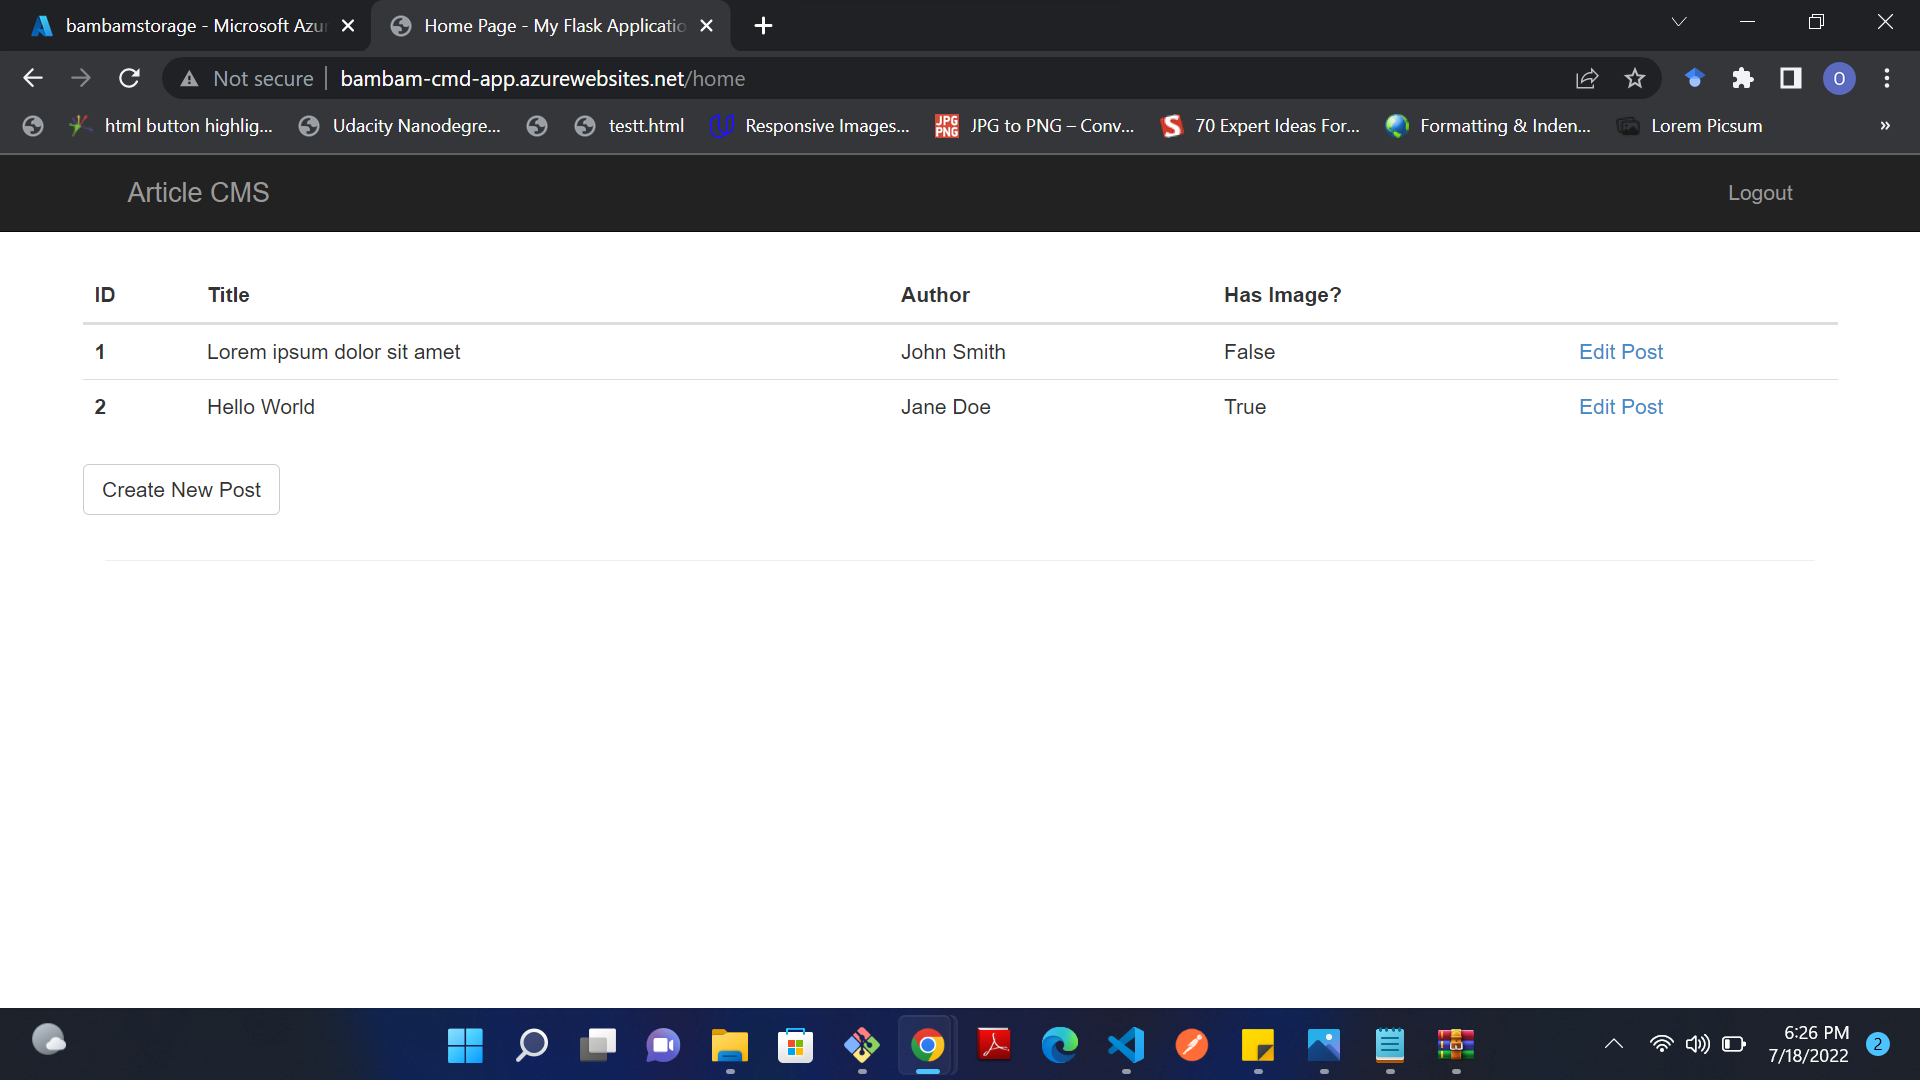 bambamstorage - Microsoft Azu
Home Page - My Flask Applicatio
Not secure
bambam-cmd-app.azurewebsites.net/home
O
html button highlig...
Udacity Nanodegre...
testt.html
Responsive Images...
JPG PNG
JPG to PNG – Conv...
S
70 Expert Ideas For...
Formatting & Inden...
Lorem Picsum
»
Article CMS
Logout
ID Title Author Has Image?
1 Lorem ipsum dolor sit amet John Smith False Edit Post
2 Hello World Jane Doe True Edit Post
Create New Post
6:26 PM
7/18/2022
2